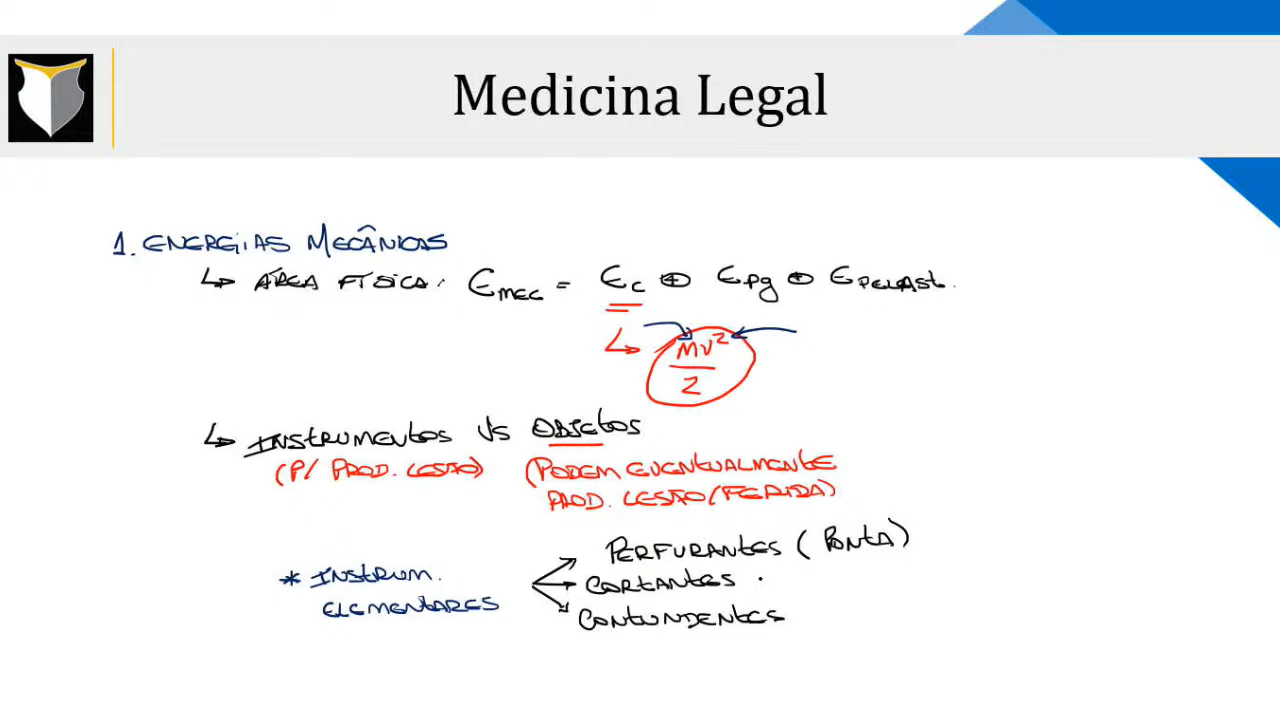 Medicina Legal
1. ENERGIAS MECÂNICAS
↳ ÁREA FÍSICA: EMEC = EC ⊕ EPg ⊕ EPELAST.
↳ MV²
2
↳ INSTRUMENTOS VS OBJETOS
(P/ PROD. LESÃO) (PODEM EVENTUALMENTE
PROD. LESÃO (FERIDA)
PERFURANTES (PONTA)
* INSTRUM. CORTANTES .
ELEMENTARES CONTUNDENTES